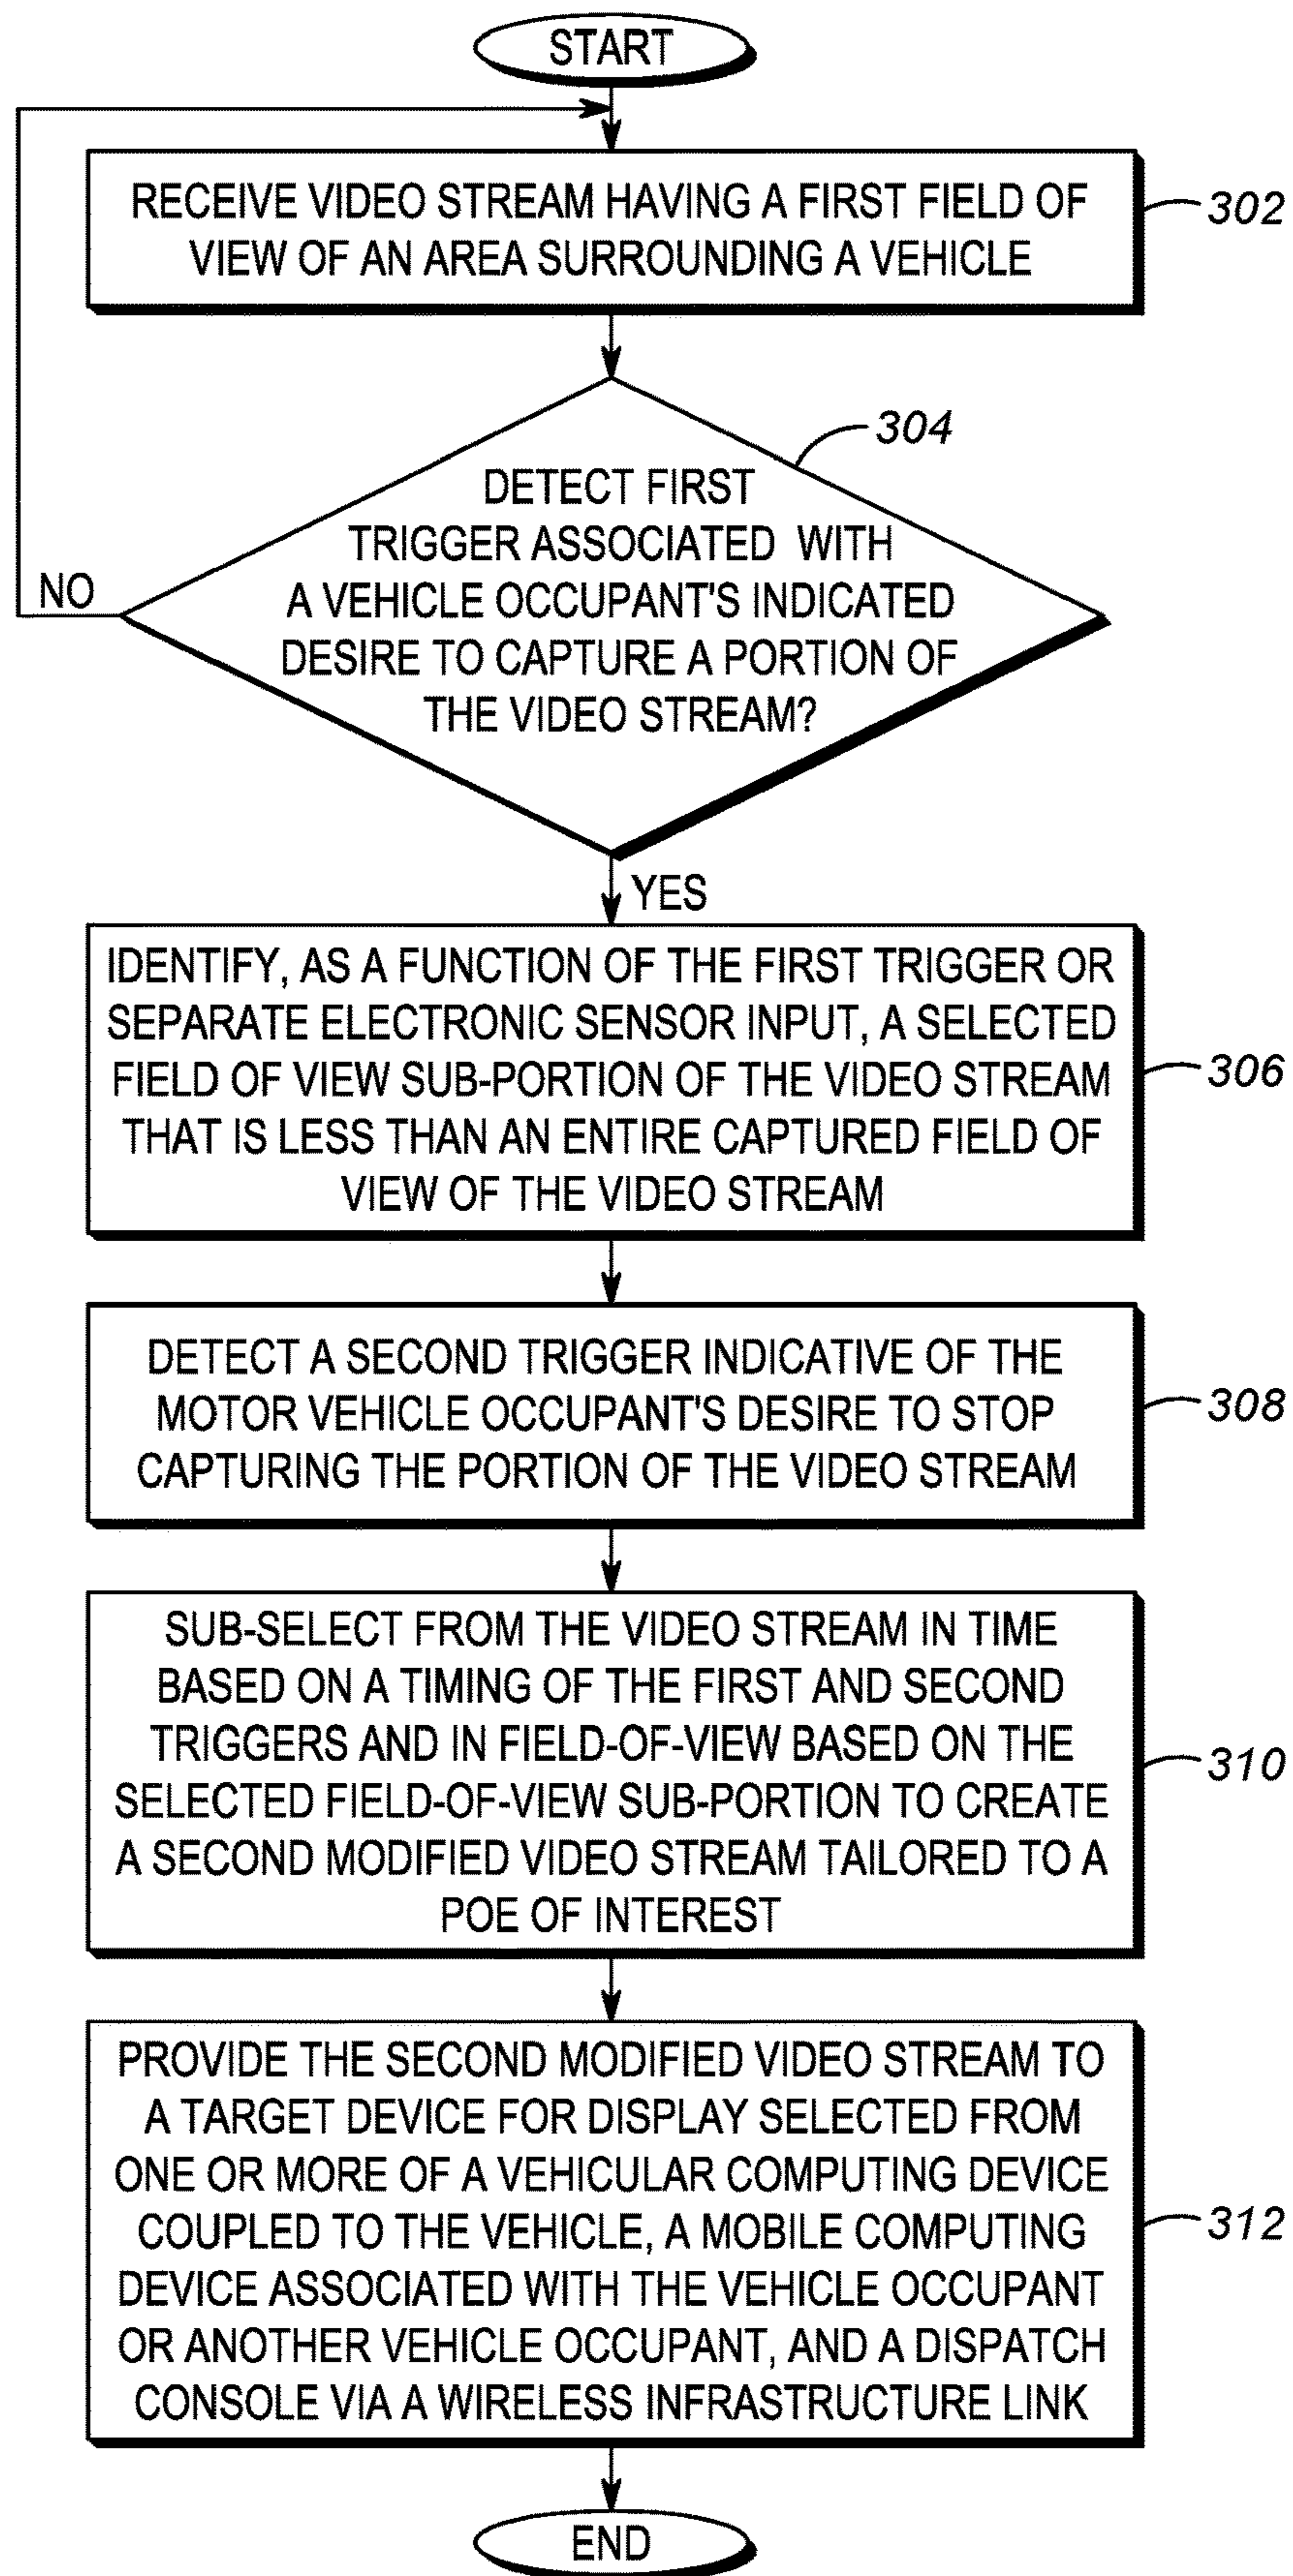 START
RECEIVE VIDEO STREAM HAVING A FIRST FIELD OF
VIEW OF AN AREA SURROUNDING A VEHICLE
302
304
DETECT FIRST
TRIGGER ASSOCIATED WITH
A VEHICLE OCCUPANT'S INDICATED
DESIRE TO CAPTURE A PORTION OF
THE VIDEO STREAM?
NO
YES
IDENTIFY, AS A FUNCTION OF THE FIRST TRIGGER OR
SEPARATE ELECTRONIC SENSOR INPUT, A SELECTED
FIELD OF VIEW SUB-PORTION OF THE VIDEO STREAM
THAT IS LESS THAN AN ENTIRE CAPTURED FIELD OF
VIEW OF THE VIDEO STREAM
306
DETECT A SECOND TRIGGER INDICATIVE OF THE
MOTOR VEHICLE OCCUPANT'S DESIRE TO STOP
CAPTURING THE PORTION OF THE VIDEO STREAM
308
SUB-SELECT FROM THE VIDEO STREAM IN TIME
BASED ON A TIMING OF THE FIRST AND SECOND
TRIGGERS AND IN FIELD-OF-VIEW BASED ON THE
SELECTED FIELD-OF-VIEW SUB-PORTION TO CREATE
A SECOND MODIFIED VIDEO STREAM TAILORED TO A
POE OF INTEREST
310
PROVIDE THE SECOND MODIFIED VIDEO STREAM TO
A TARGET DEVICE FOR DISPLAY SELECTED FROM
ONE OR MORE OF A VEHICULAR COMPUTING DEVICE
COUPLED TO THE VEHICLE, A MOBILE COMPUTING
DEVICE ASSOCIATED WITH THE VEHICLE OCCUPANT
OR ANOTHER VEHICLE OCCUPANT, AND A DISPATCH
CONSOLE VIA A WIRELESS INFRASTRUCTURE LINK
312
END